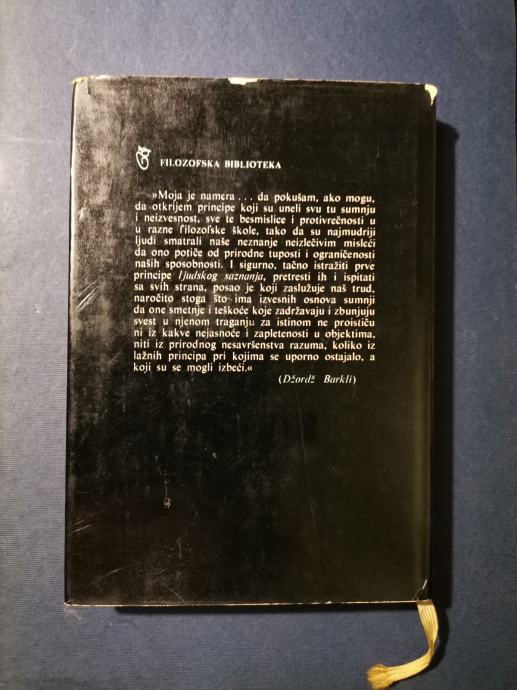 FILOZOFSKA BIBLIOTEKA
»Moja je namera . . . da pokušam, ako mogu,
da otkrijem principe koji su uneli svu tu sumnju
i neizvesnost, sve te besmislice i protivrečnosti u
u razne filozofske škole, tako da su najmudriji
ljudi smatrali naše neznanje neizlečivim misleći
da ono potiče od prirodne tuposti i ograničenosti
naših sposobnosti. I sigurno, tačno istražiti prve
principe ljudskog saznanja, pretresti ih i ispitati
sa svih strana, posao je koji zaslužuje naš trud,
naročito stoga što ima izvesnih osnova sumnji
da one smetnje i teškoće koje zadržavaju i zbunjuju
svest u njenom traganju za istinom ne proističu
ni iz kakve nejasnoće i zapletenosti u objektima,
niti iz prirodnog nesavršenstva razuma, koliko iz
lažnih principa pri kojima se uporno ostajalo, a
koji su se mogli izbeći.«
(Džordž Barkli)